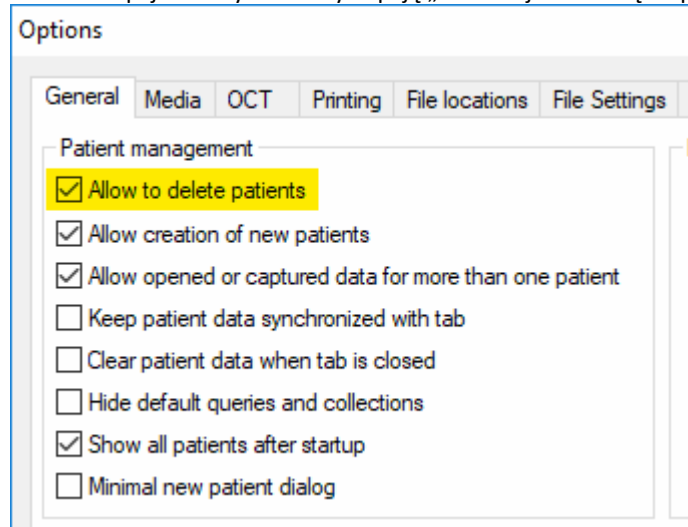 Options
General Media OCT Printing File locations File Settings
Patient management
Allow to delete patients
Allow creation of new patients
Allow opened or captured data for more than one patient
Keep patient data synchronized with tab
Clear patient data when tab is closed
Hide default queries and collections
Show all patients after startup
Minimal new patient dialog